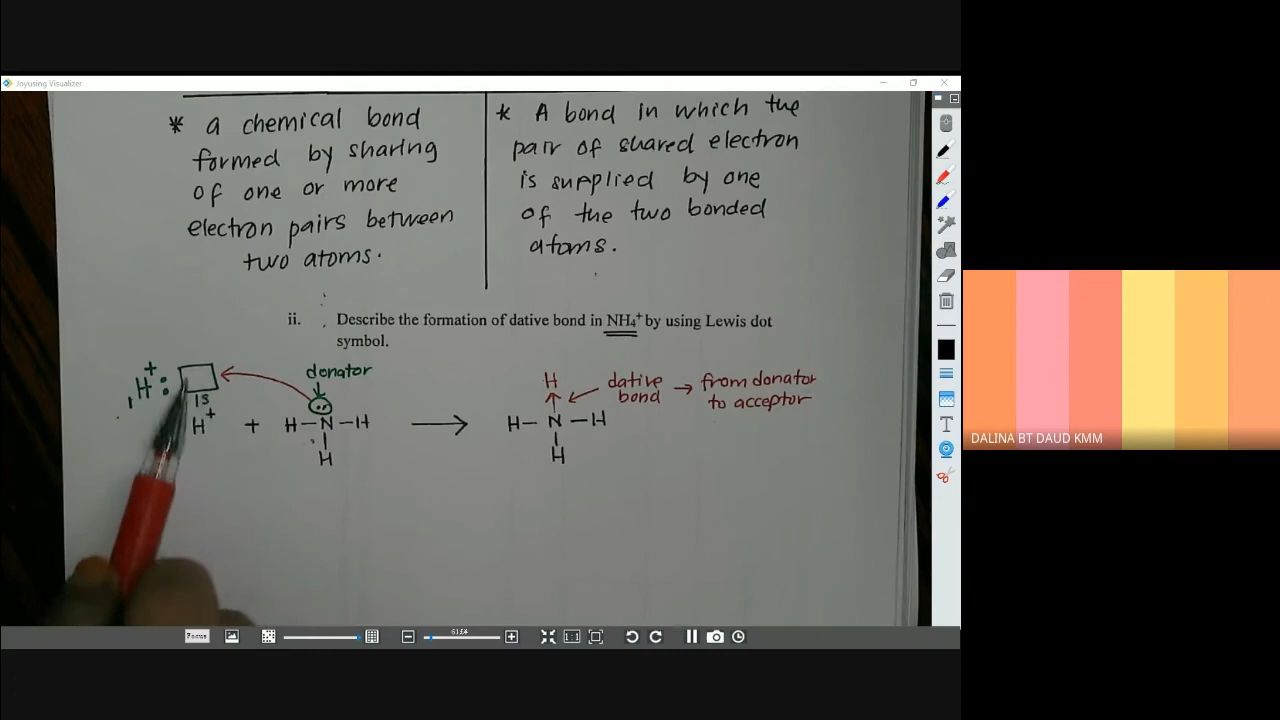 Joyusing Visualizer
* a chemical bond
formed by sharing
of one or more
electron pairs between
two atoms.
* A bond in which the
pair of shared electron
is supplied by one
of the two bonded
atoms.
ii. Describe the formation of dative bond in NH₄⁺ by using Lewis dot
symbol.
H⁺:
1s
H⁺ + H—N—H
H
donator
H
H—N—H
H
dative
bond → from donator
to acceptor
DALINA BT DAUD KMM
Focus
1:1
T